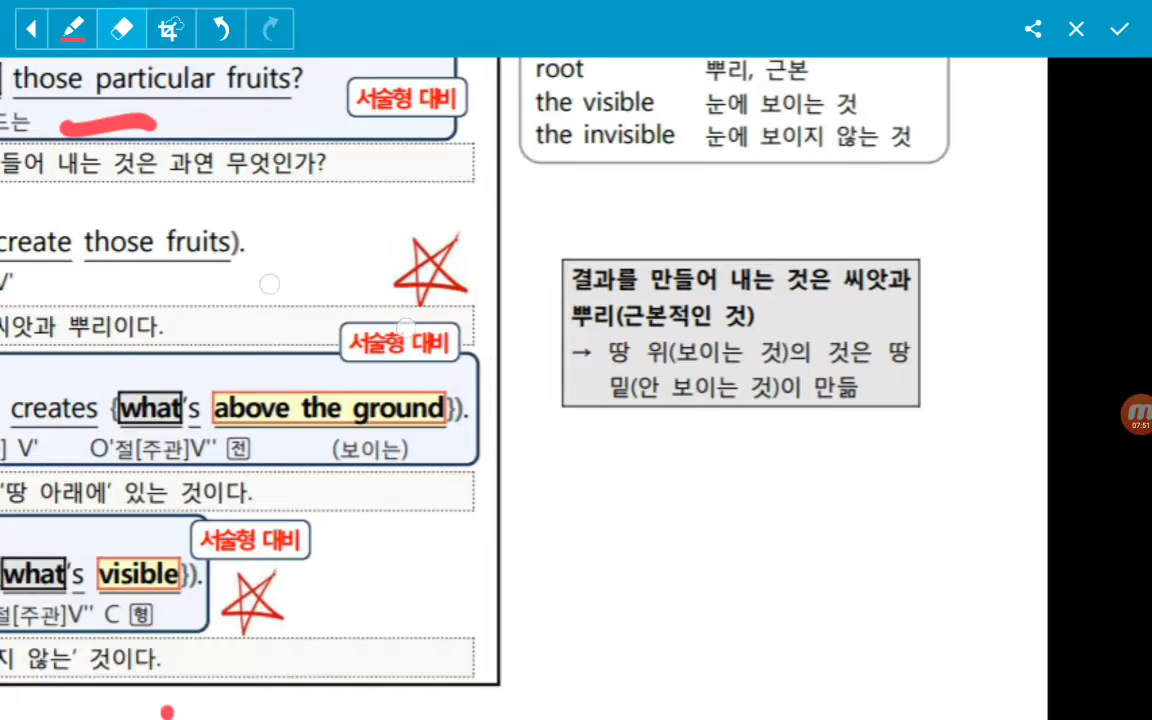 those particular fruits?
서술형 대비
드는
들어 내는 것은 과연 무엇인가?
create those fruits).
V'
씨앗과 뿌리이다.
서술형 대비
creates {what's above the ground}).
] V' O'절[주관]V'' 전 (보이는)
'땅 아래에' 있는 것이다.
서술형 대비
what's visible}).
절[주관]V'' C 형
지 않는' 것이다.
root 뿌리, 근본
the visible 눈에 보이는 것
the invisible 눈에 보이지 않는 것
결과를 만들어 내는 것은 씨앗과
뿌리(근본적인 것)
→ 땅 위(보이는 것)의 것은 땅
밑(안 보이는 것)이 만듦
07:51